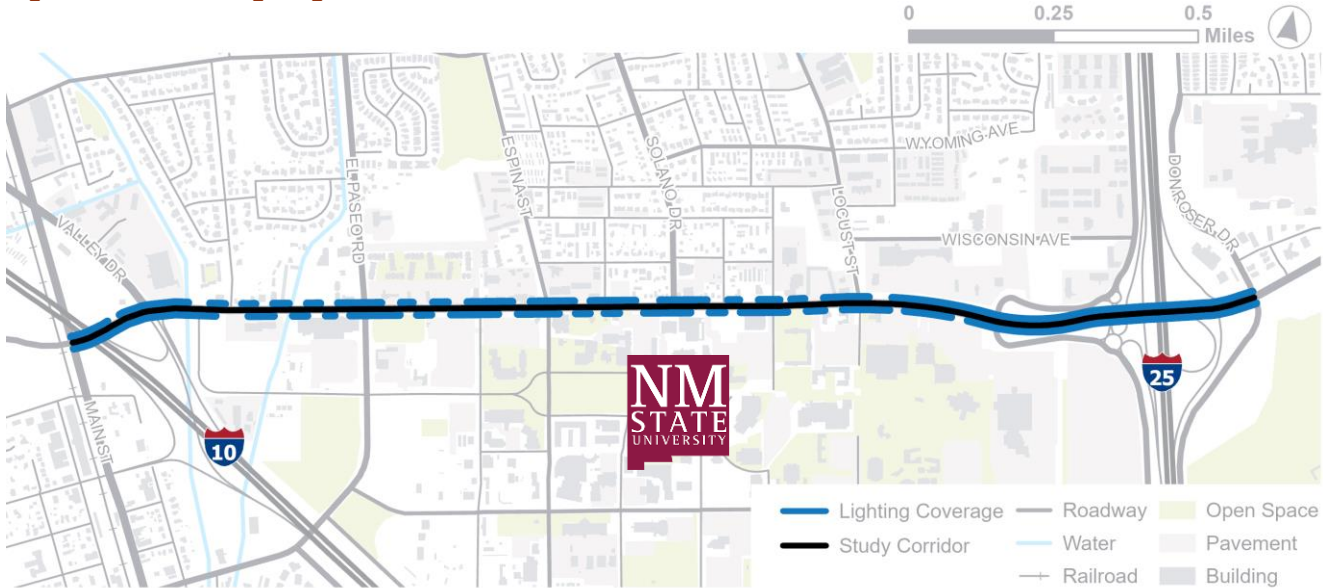 0 0.25 0.5
Miles
WYOMING AVE
ESPINA ST
SOLANO DR
EL PASEO RD
DON ROSER DR
LOCUST ST
VALLEY DR
WISCONSIN AVE
NM
STATE
UNIVERSITY
25
MAIN ST
10
Lighting Coverage Roadway Open Space
Study Corridor Water Pavement
Railroad Building